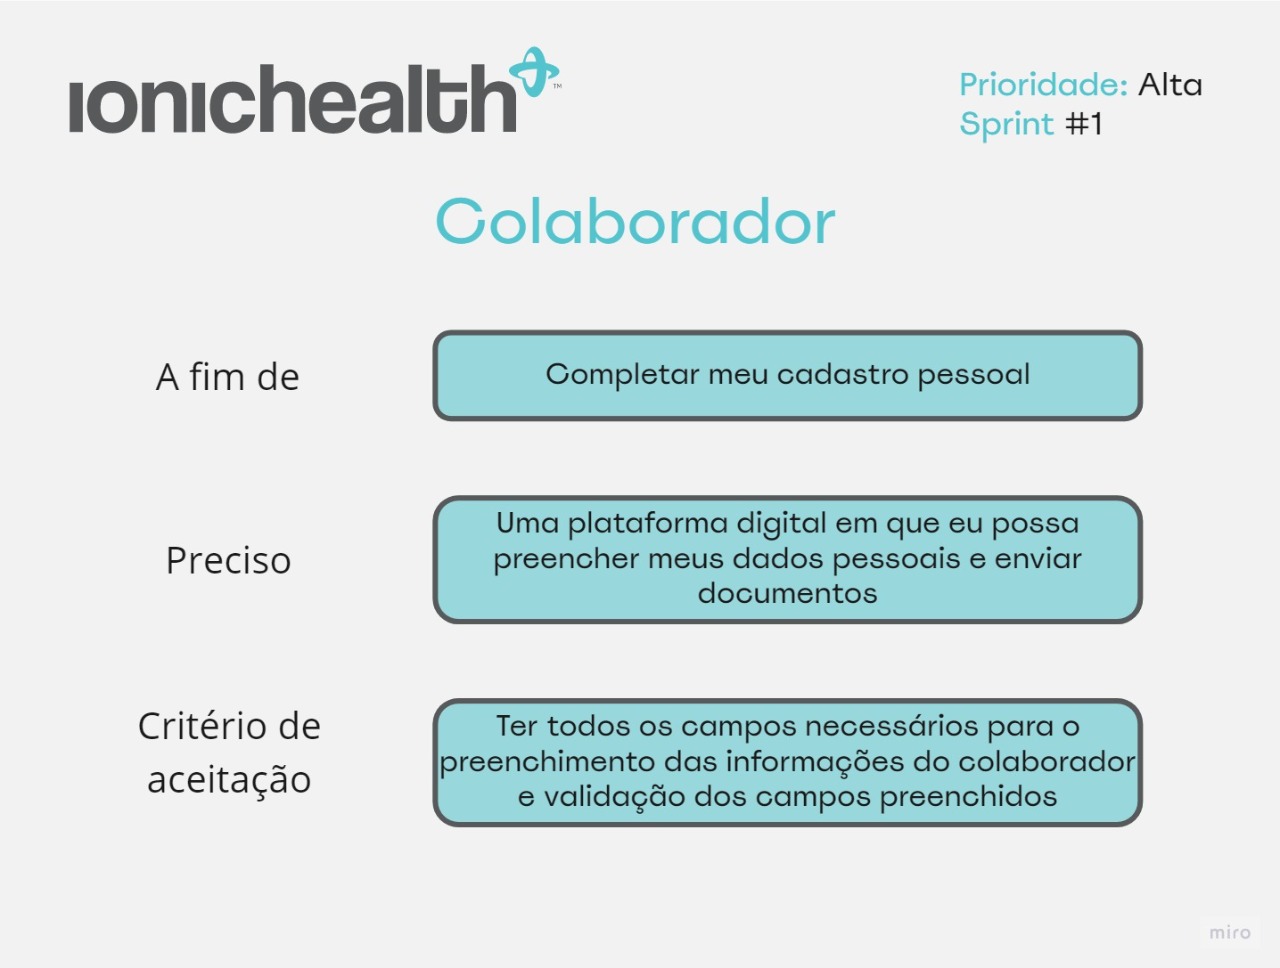 ionichealth
TM
Prioridade: Alta
Sprint #1
Colaborador
A fim de
Completar meu cadastro pessoal
Preciso
Uma plataforma digital em que eu possa
preencher meus dados pessoais e enviar
documentos
Critério de
aceitação
Ter todos os campos necessários para o
preenchimento das informações do colaborador
e validação dos campos preenchidos
miro